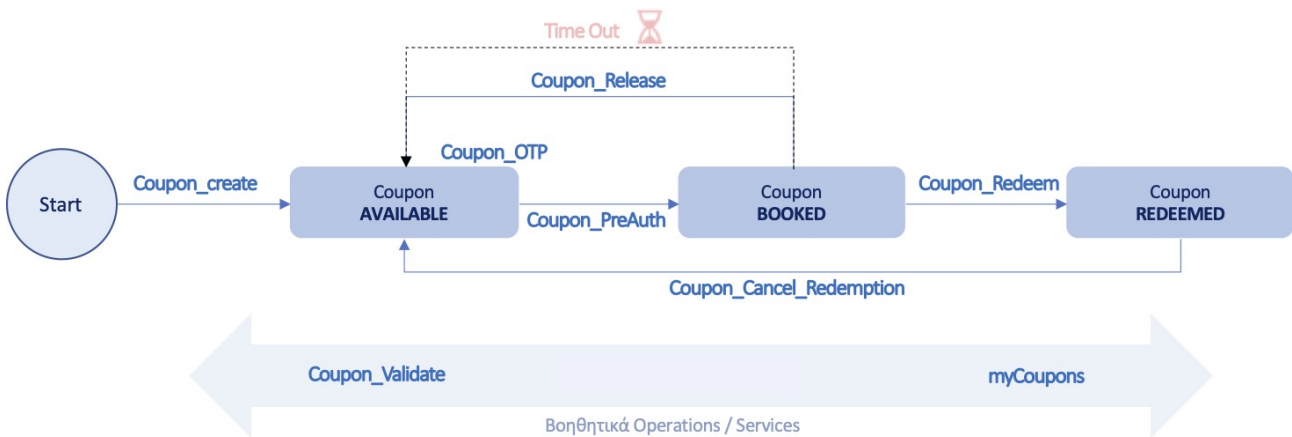 Time Out
Coupon_Release
Coupon_OTP
Coupon_create
Start
Coupon
AVAILABLE
Coupon_PreAuth
Coupon
BOOKED
Coupon_Redeem
Coupon
REDEEMED
Coupon_Cancel_Redemption
Coupon_Validate
myCoupons
Βοηθητικά Operations / Services